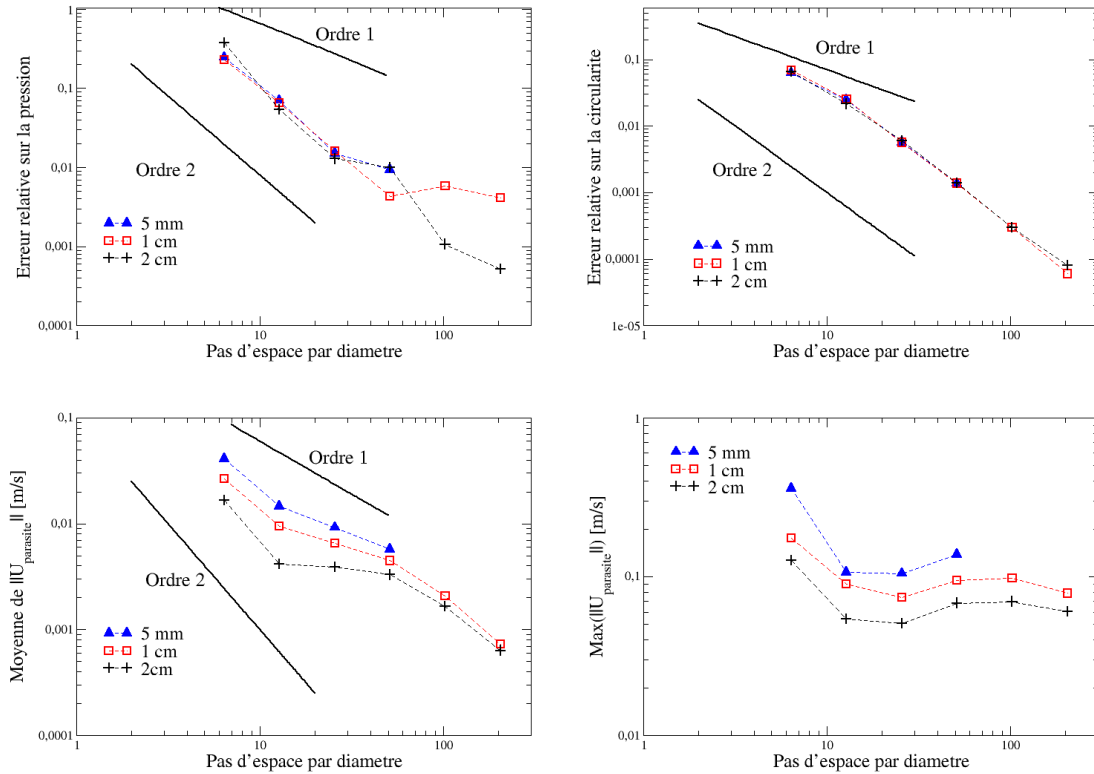 1
0,1
0,01
0,001
0,0001
1
10
100
Erreur relative sur la pression
Pas d'espace par diametre
Ordre 1
Ordre 2
5 mm
1 cm
2 cm
0,1
0,01
0,001
0,0001
1e-05
1
10
100
Erreur relative sur la circularite
Pas d'espace par diametre
Ordre 1
Ordre 2
5 mm
1 cm
2 cm
0,1
0,01
0,001
0,0001
1
10
100
Moyenne de ||U_parasite|| [m/s]
Pas d'espace par diametre
Ordre 1
Ordre 2
5 mm
1 cm
2cm
1
0,1
0,01
1
10
100
Max(||U_parasite||) [m/s]
Pas d'espace par diametre
5 mm
1 cm
2 cm